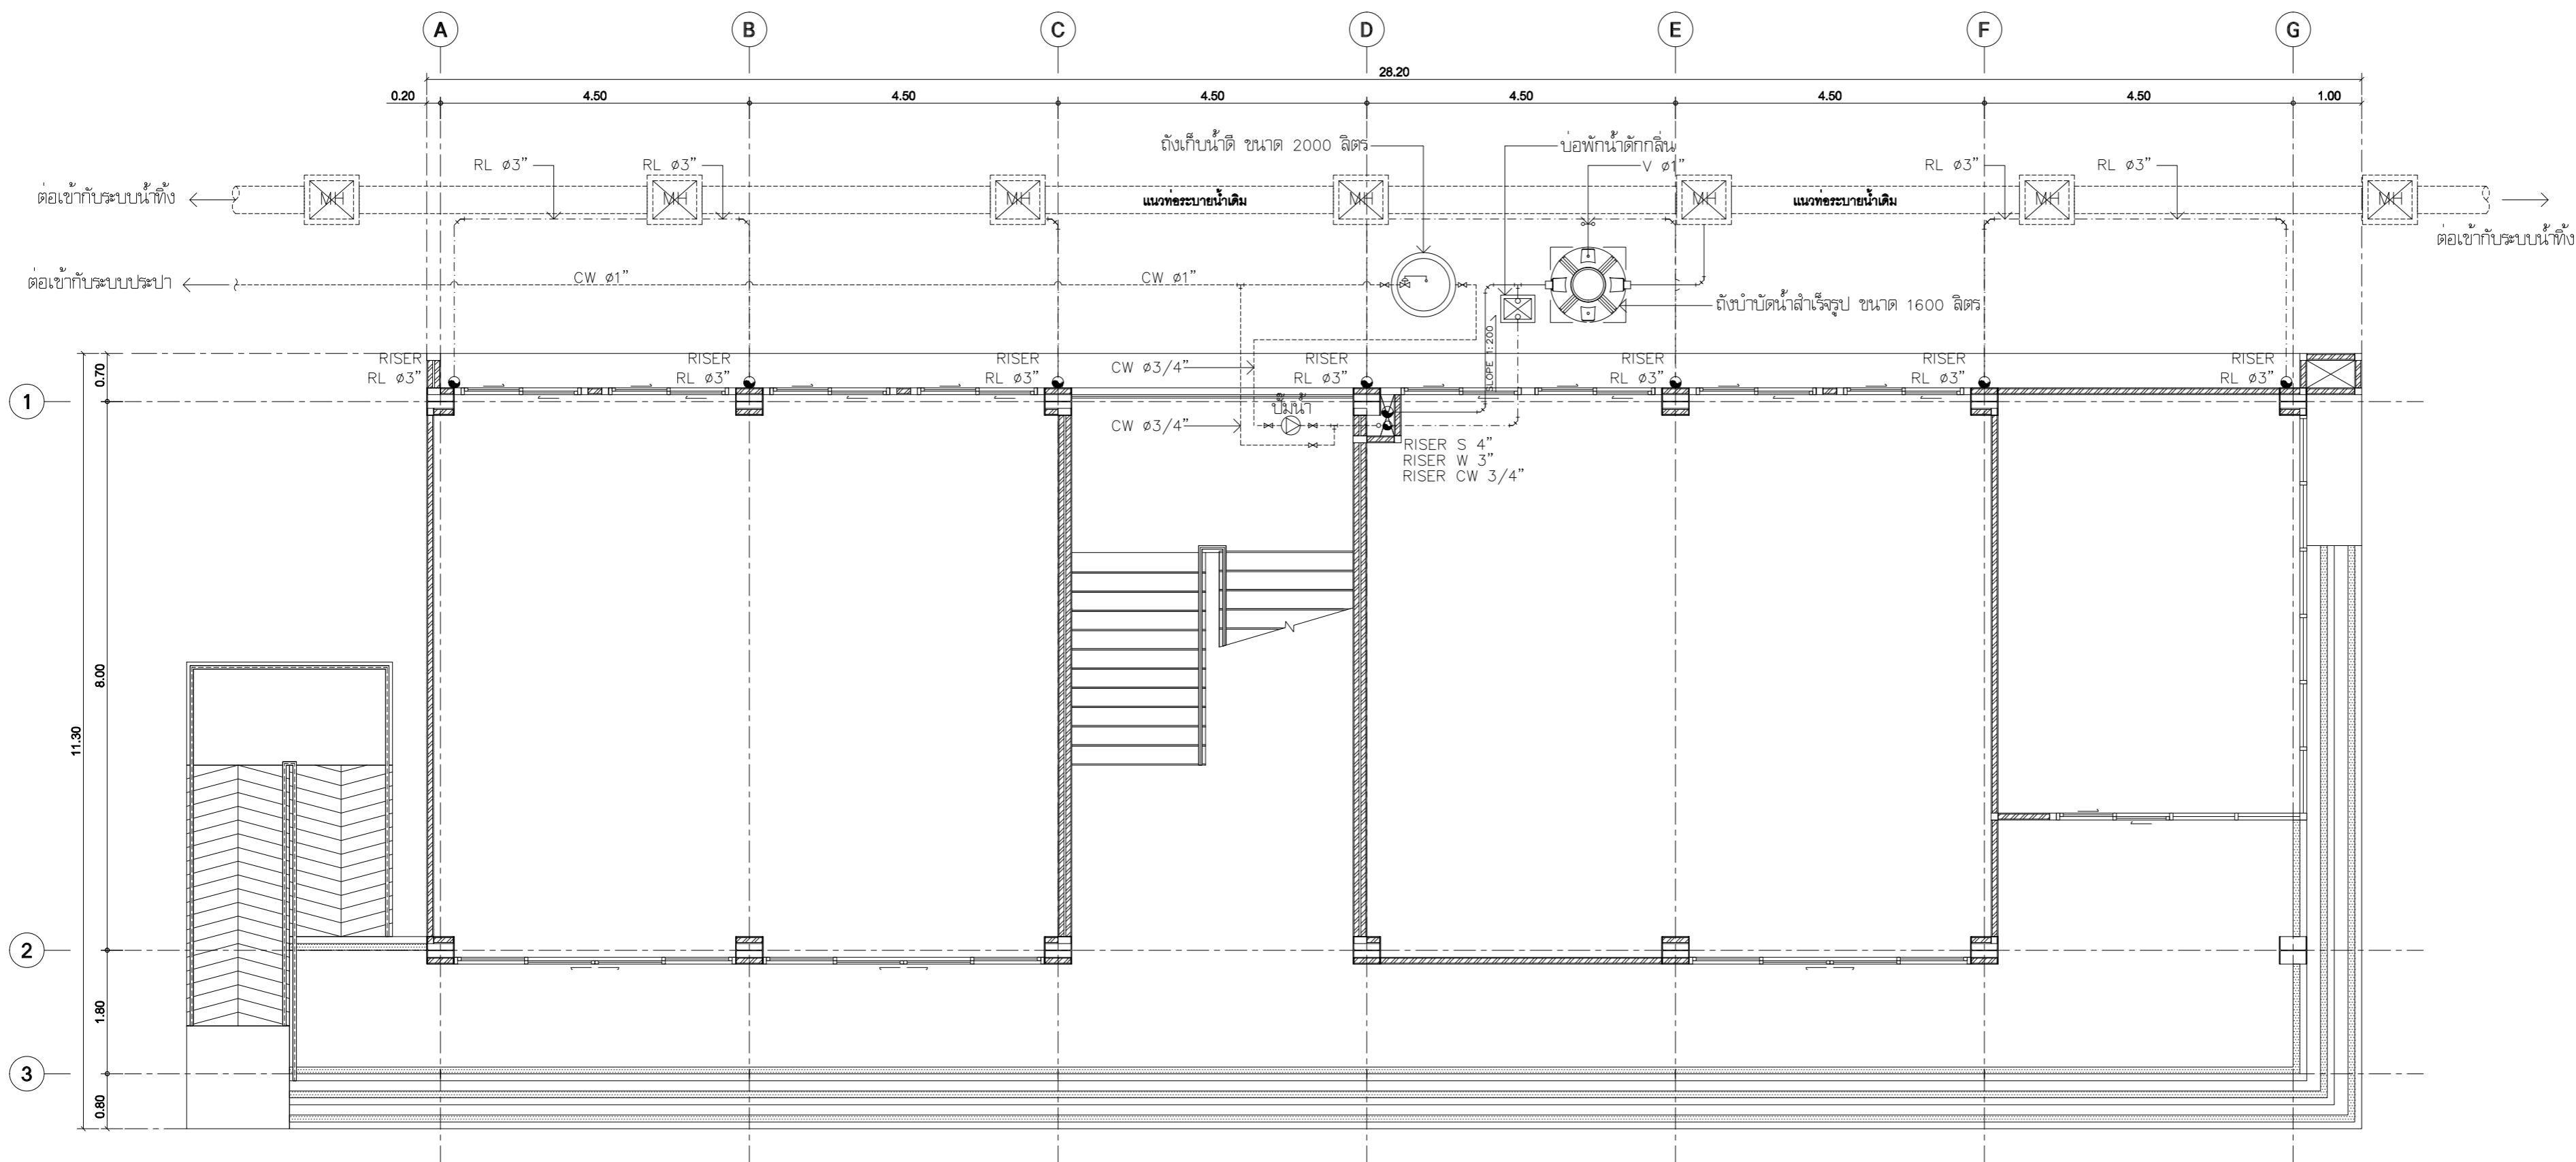 A B C D E F G
28.20
0.20 4.50 4.50 4.50 4.50 4.50 4.50 1.00
ถังเก็บน้ำดี ขนาด 2000 ลิตร
บ่อพักน้ำดักกลิ่น
V ø1”
RL ø3” RL ø3” RL ø3” RL ø3”
ต่อเข้ากับระบบน้ำทิ้ง
MH MH MH แนวท่อระบายน้ำเดิม MH MH แนวท่อระบายน้ำเดิม MH MH
ต่อเข้ากับระบบน้ำทิ้ง
ต่อเข้ากับระบบประปา
CW ø1” CW ø1”
ถังบำบัดน้ำสำเร็จรูป ขนาด 1600 ลิตร
SLOPE 1:200
RISER RISER RISER RISER RISER RISER RISER
RL ø3” RL ø3” RL ø3” RL ø3” RL ø3” RL ø3” RL ø3”
CW ø3/4”
0.70
1
ปั๊มน้ำ
CW ø3/4”
RISER S 4”
RISER W 3”
RISER CW 3/4”
8.00
11.30
2
1.80
3
0.80